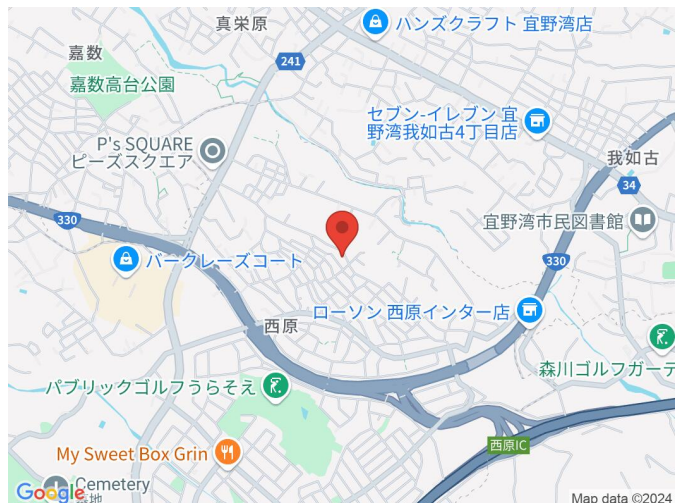 真栄原
ハンズクラフト 宜野湾店
嘉数
嘉数高台公園
241
セブン-イレブン 宜
野湾我如古4丁目店
P's SQUARE
ピーズスクエア
我如古
34
330
宜野湾市民図書館
バークレーズコート
330
ローソン 西原インター店
西原
森川ゴルフガーデ
パブリックゴルフうらそえ
西原IC
My Sweet Box Grin
Cemetery
墓地
Google
Map data ©2024